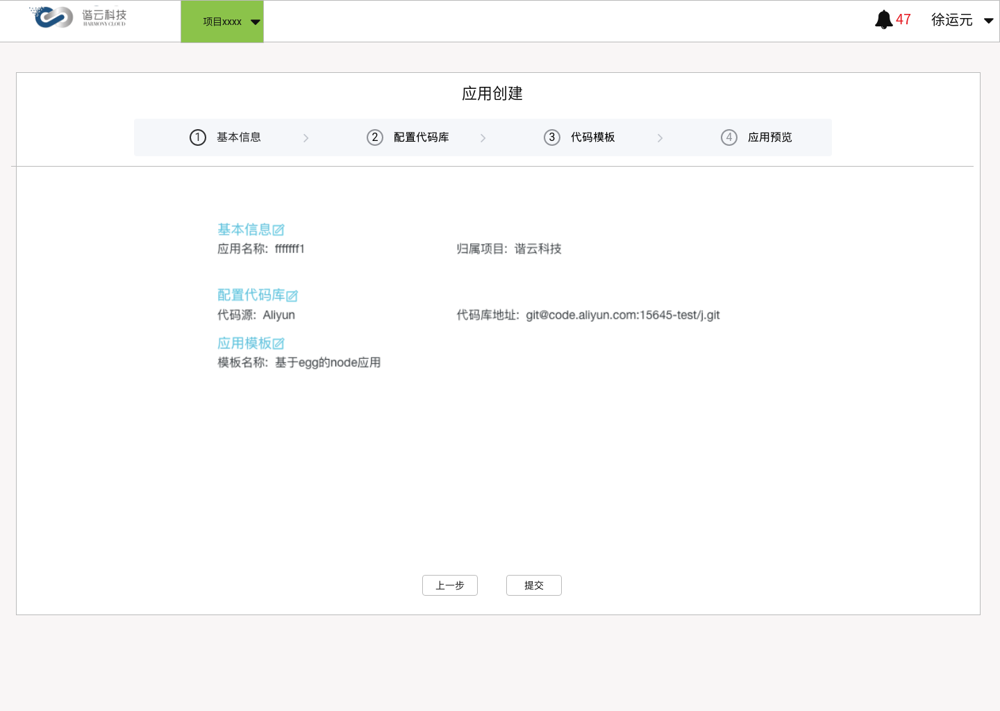 谐云科技
HARMONY CLOUD
项目xxxx
47
徐运元
应用创建
1 基本信息
2 配置代码库
3 代码模板
4 应用预览
基本信息
应用名称: fffffff1
归属项目: 谐云科技
配置代码库
代码源: Aliyun
代码库地址: git@code.aliyun.com:15645-test/j.git
应用模板
模板名称: 基于egg的node应用
上一步
提交